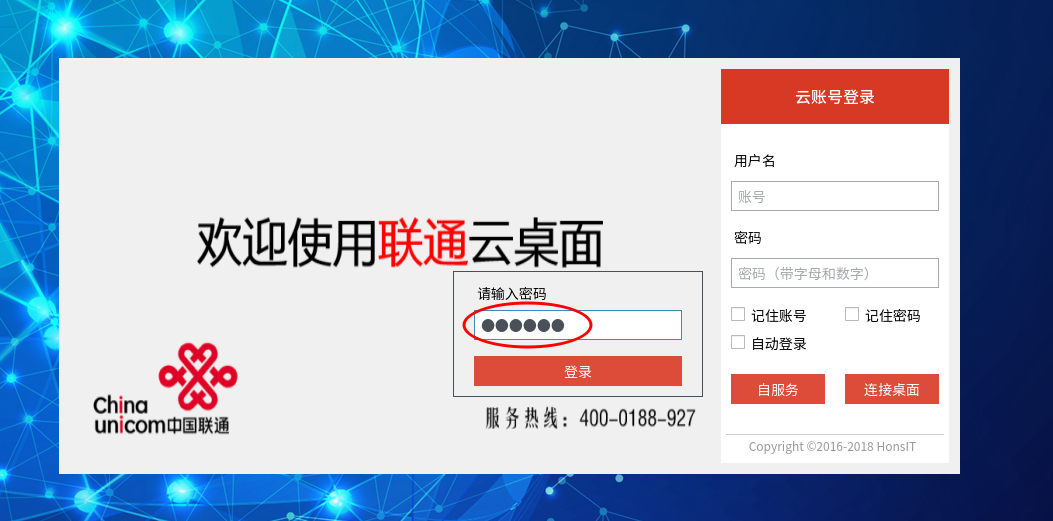 欢迎使用联通云桌面
请输入密码
●●●●●●
登录
China
unicom中国联通
服务热线：400-0188-927
云账号登录
用户名
账号
密码
密码（带字母和数字）
记住账号
记住密码
自动登录
自服务
连接桌面
Copyright ©2016-2018 HonsIT